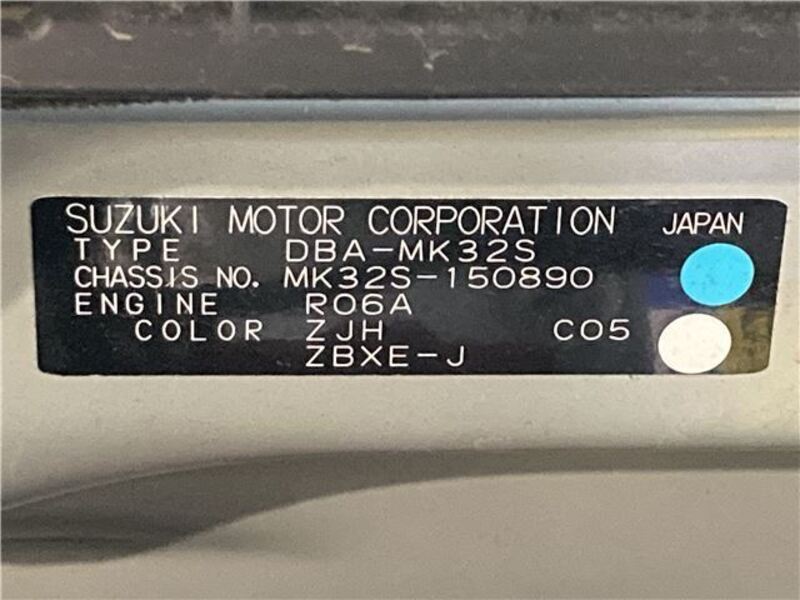 SUZUKI MOTOR CORPORATION JAPAN
TYPE DBA-MK32S
CHASSIS NO. MK32S-150890
ENGINE R06A
COLOR ZJH C05
ZBXE-J